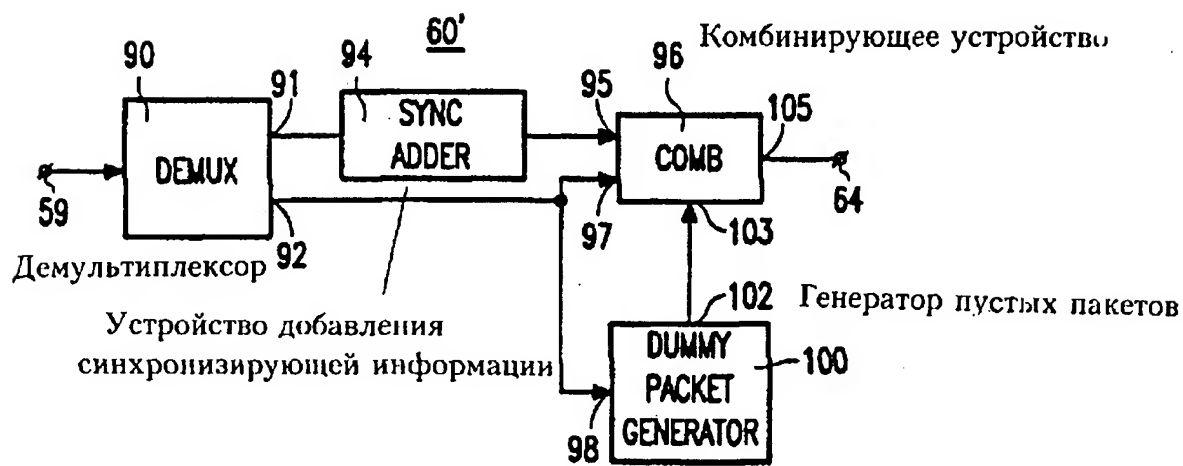 60'
Комбинирующее устройство
90
94
96
91
95
105
SYNC
ADDER
DEMUX
COMB
59
92
97
103
64
Демультиплексор
102
Генератор пустых пакетов
Устройство добавления
синхронизирующей информации
DUMMY
PACKET
GENERATOR
100
98